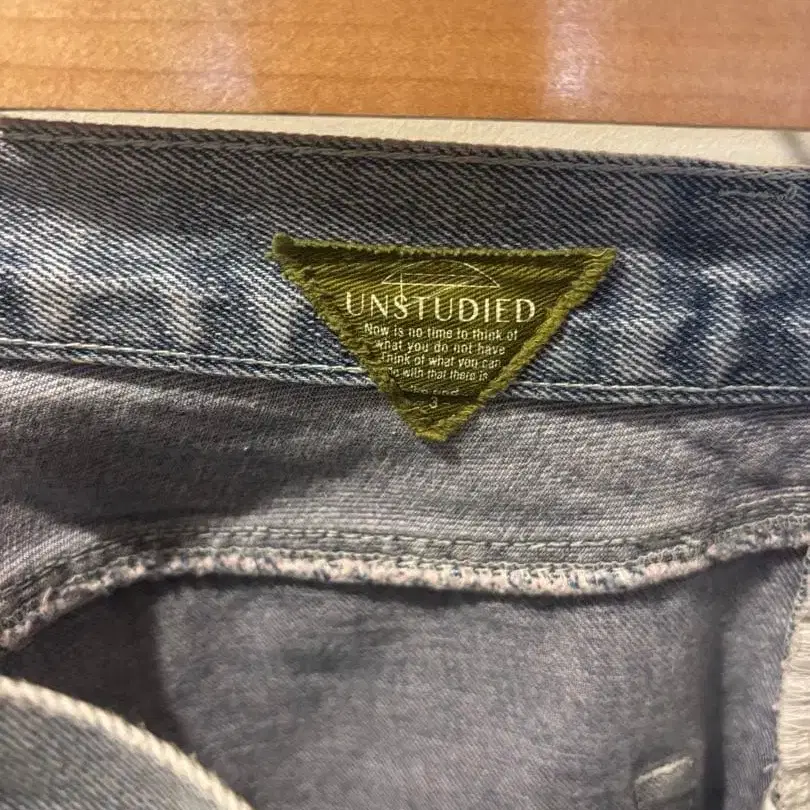 UNSTUDIED
Now is no time to think of
what you do not have
Think of what you can
do with that there is
3